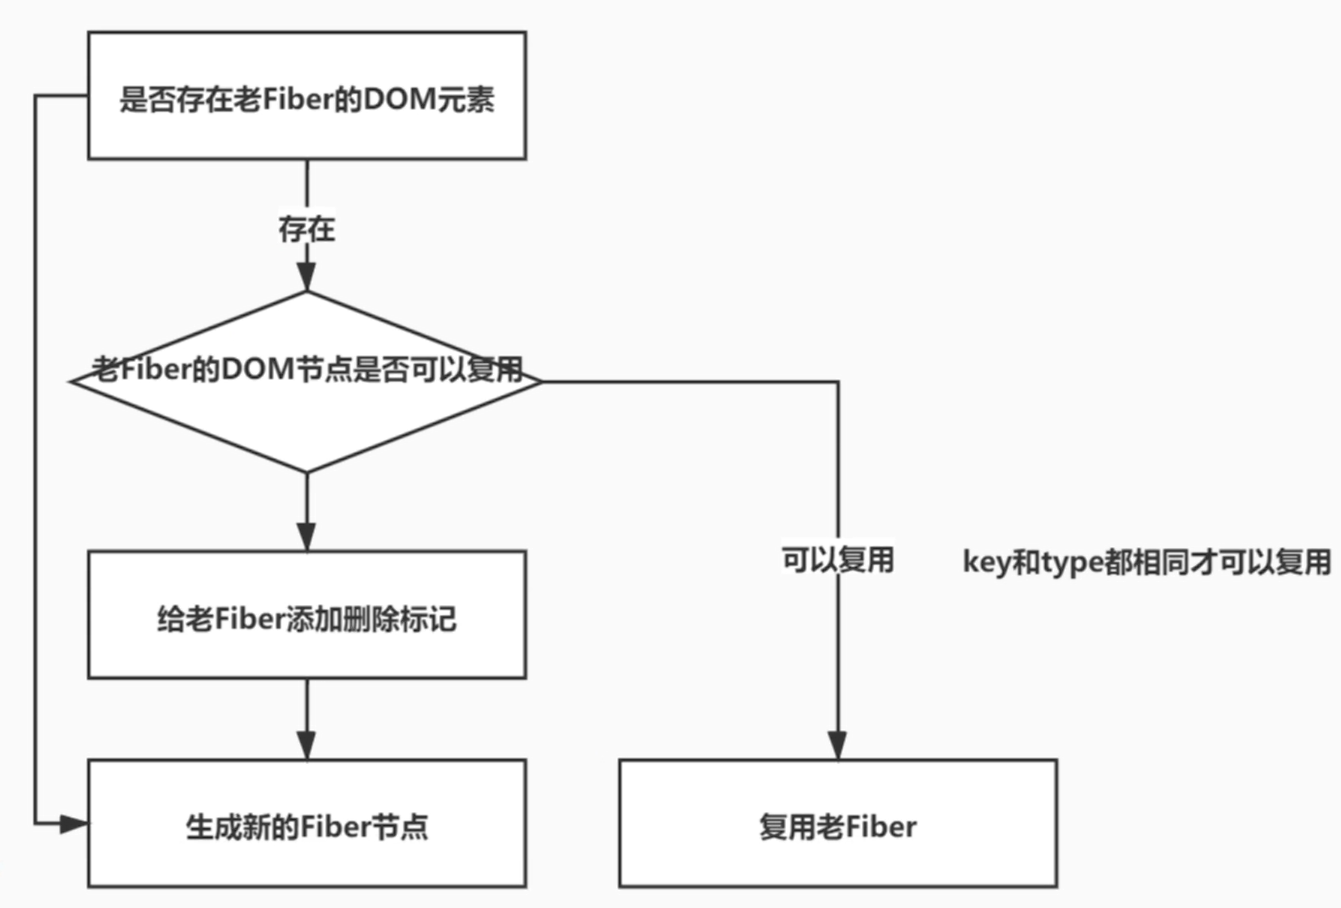 是否存在老Fiber的DOM元素
存在
老Fiber的DOM节点是否可以复用
可以复用
key和type都相同才可以复用
给老Fiber添加删除标记
生成新的Fiber节点
复用老Fiber